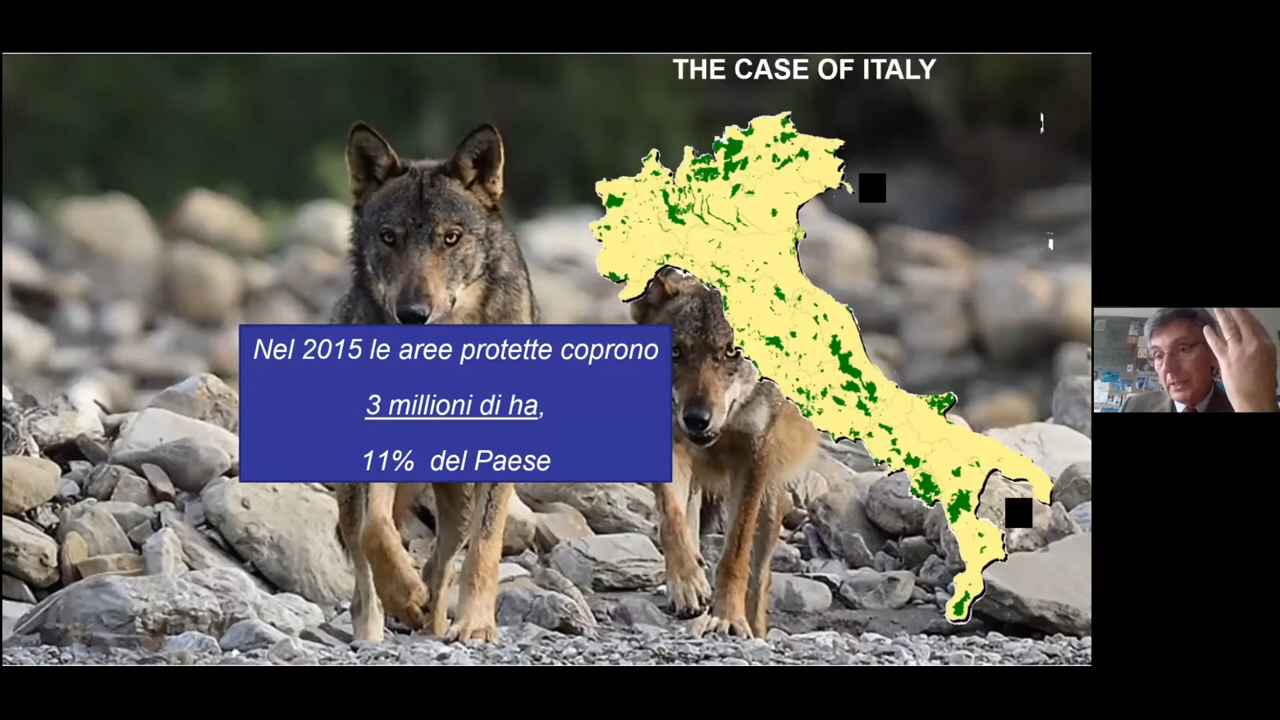 THE CASE OF ITALY
Nel 2015 le aree protette coprono
3 millioni di ha,
11% del Paese